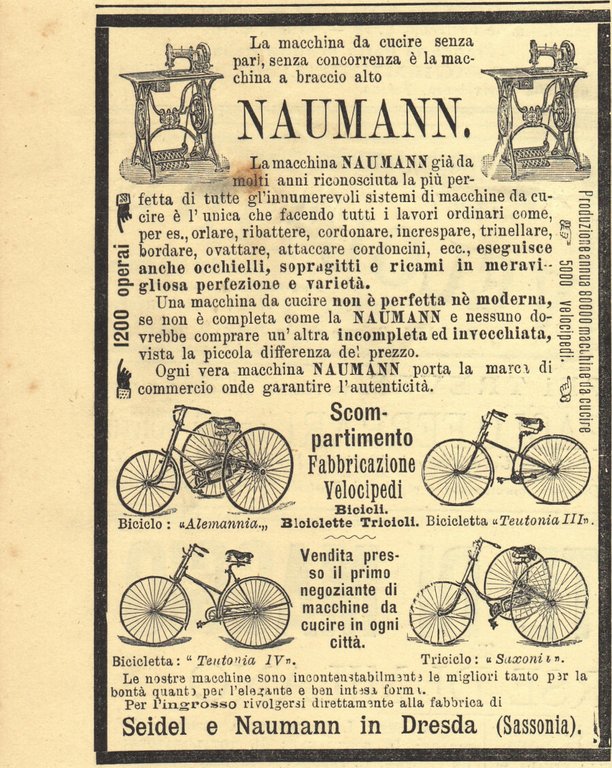 La macchina da cucire senza
pari, senza concorrenza è la mac-
china a braccio alto
NAUMANN.
La macchina NAUMANN già da
molti anni riconosciuta la più per-
fetta di tutte gl'innumerevoli sistemi di macchine da cu-
cire è l'unica che facendo tutti i lavori ordinari come,
per es., orlare, ribattere, cordonare, increspare, trinellare,
bordare, ovattare, attaccare cordoncini, ecc., eseguisce
anche occhielli, sopragitti e ricami in meravi-
gliosa perfezione e varietà.
Una macchina da cucire non è perfetta nè moderna,
se non è completa come la NAUMANN e nessuno do-
vrebbe comprare un'altra incompleta ed invecchiata,
vista la piccola differenza del prezzo.
Ogni vera macchina NAUMANN porta la marca di
commercio onde garantire l'autenticità.
1200 operai
Produzione annua 80000 macchine da cucire
5000 velocipedi.
Scom-
partimento
Fabbricazione
Velocipedi
Bicicli.
Biciclette Tricicli.
Biciclo: "Alemannia.„
Bicicletta "Teutonia III".
Vendita pres-
so il primo
negoziante di
macchine da
cucire in ogni
città.
Bicicletta: "Teutonia IV".
Triciclo: "Saxonia".
Le nostre macchine sono incontestabilmente le migliori tanto per la
bontà quanto per l'elegante e ben intesa forma.
Per l'ingrosso rivolgersi direttamente alla fabbrica di
Seidel e Naumann in Dresda (Sassonia).